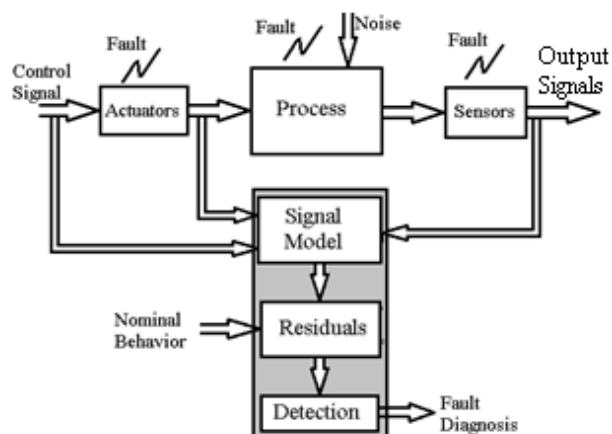 Fault
Fault
Noise
Fault
Control
Signal
Actuators
Process
Sensors
Output
Signals
Signal
Model
Nominal
Behavior
Residuals
Detection
Fault
Diagnosis